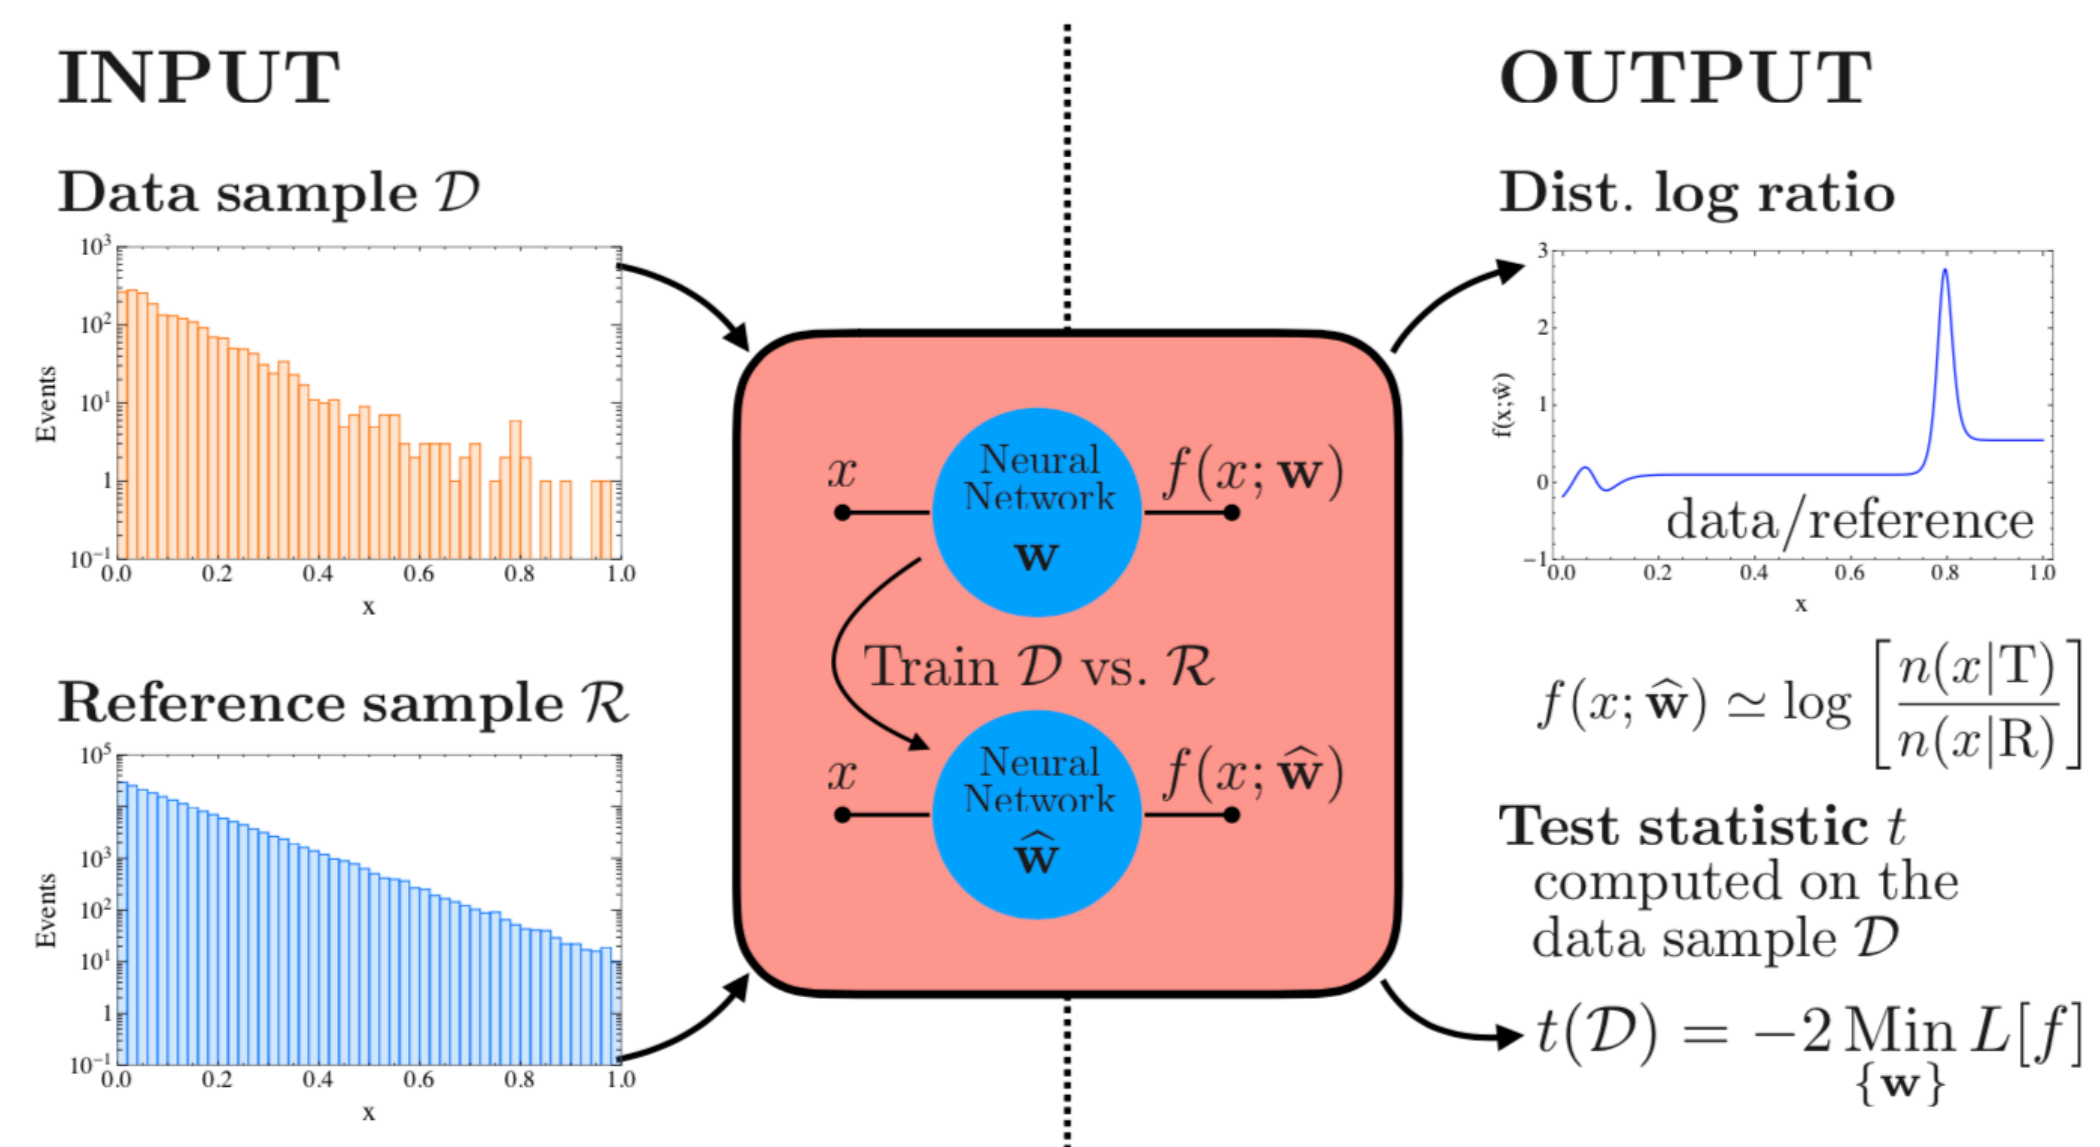 INPUT
Data sample 𝒟
10³
10²
10¹
1
10⁻¹
Events
0.0 0.2 0.4 0.6 0.8 1.0
x
Reference sample ℛ
10⁵
10³
10²
10¹
1
10⁻¹
Events
0.0 0.2 0.4 0.6 0.8 1.0
x
x
Neural
Network
w
f(x; w)
Train 𝒟 vs. ℛ
x
Neural
Network
ŵ
f(x; ŵ)
OUTPUT
Dist. log ratio
3
2
1
0
−1
f(x;ŵ)
data/reference
0.0 0.2 0.4 0.6 0.8 1.0
x
f(x; ŵ) ≃ log [n(x|T) / n(x|R)]
Test statistic t
computed on the
data sample 𝒟
t(𝒟) = −2 Min L[f]
{w}